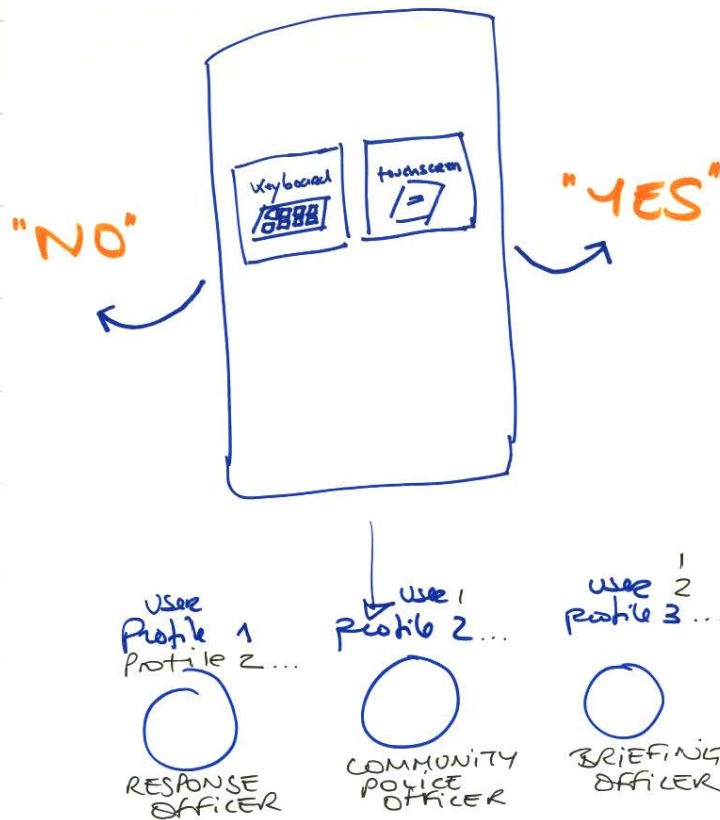 keyboard
touchscreen
"NO"
"YES"
user
Profile 1
Profile 2...
user 1
profile 2...
1
user 2
profile 3...
RESPONSE
OFFICER
COMMUNITY
POLICE
OFFICER
BRIEFING
OFFICER